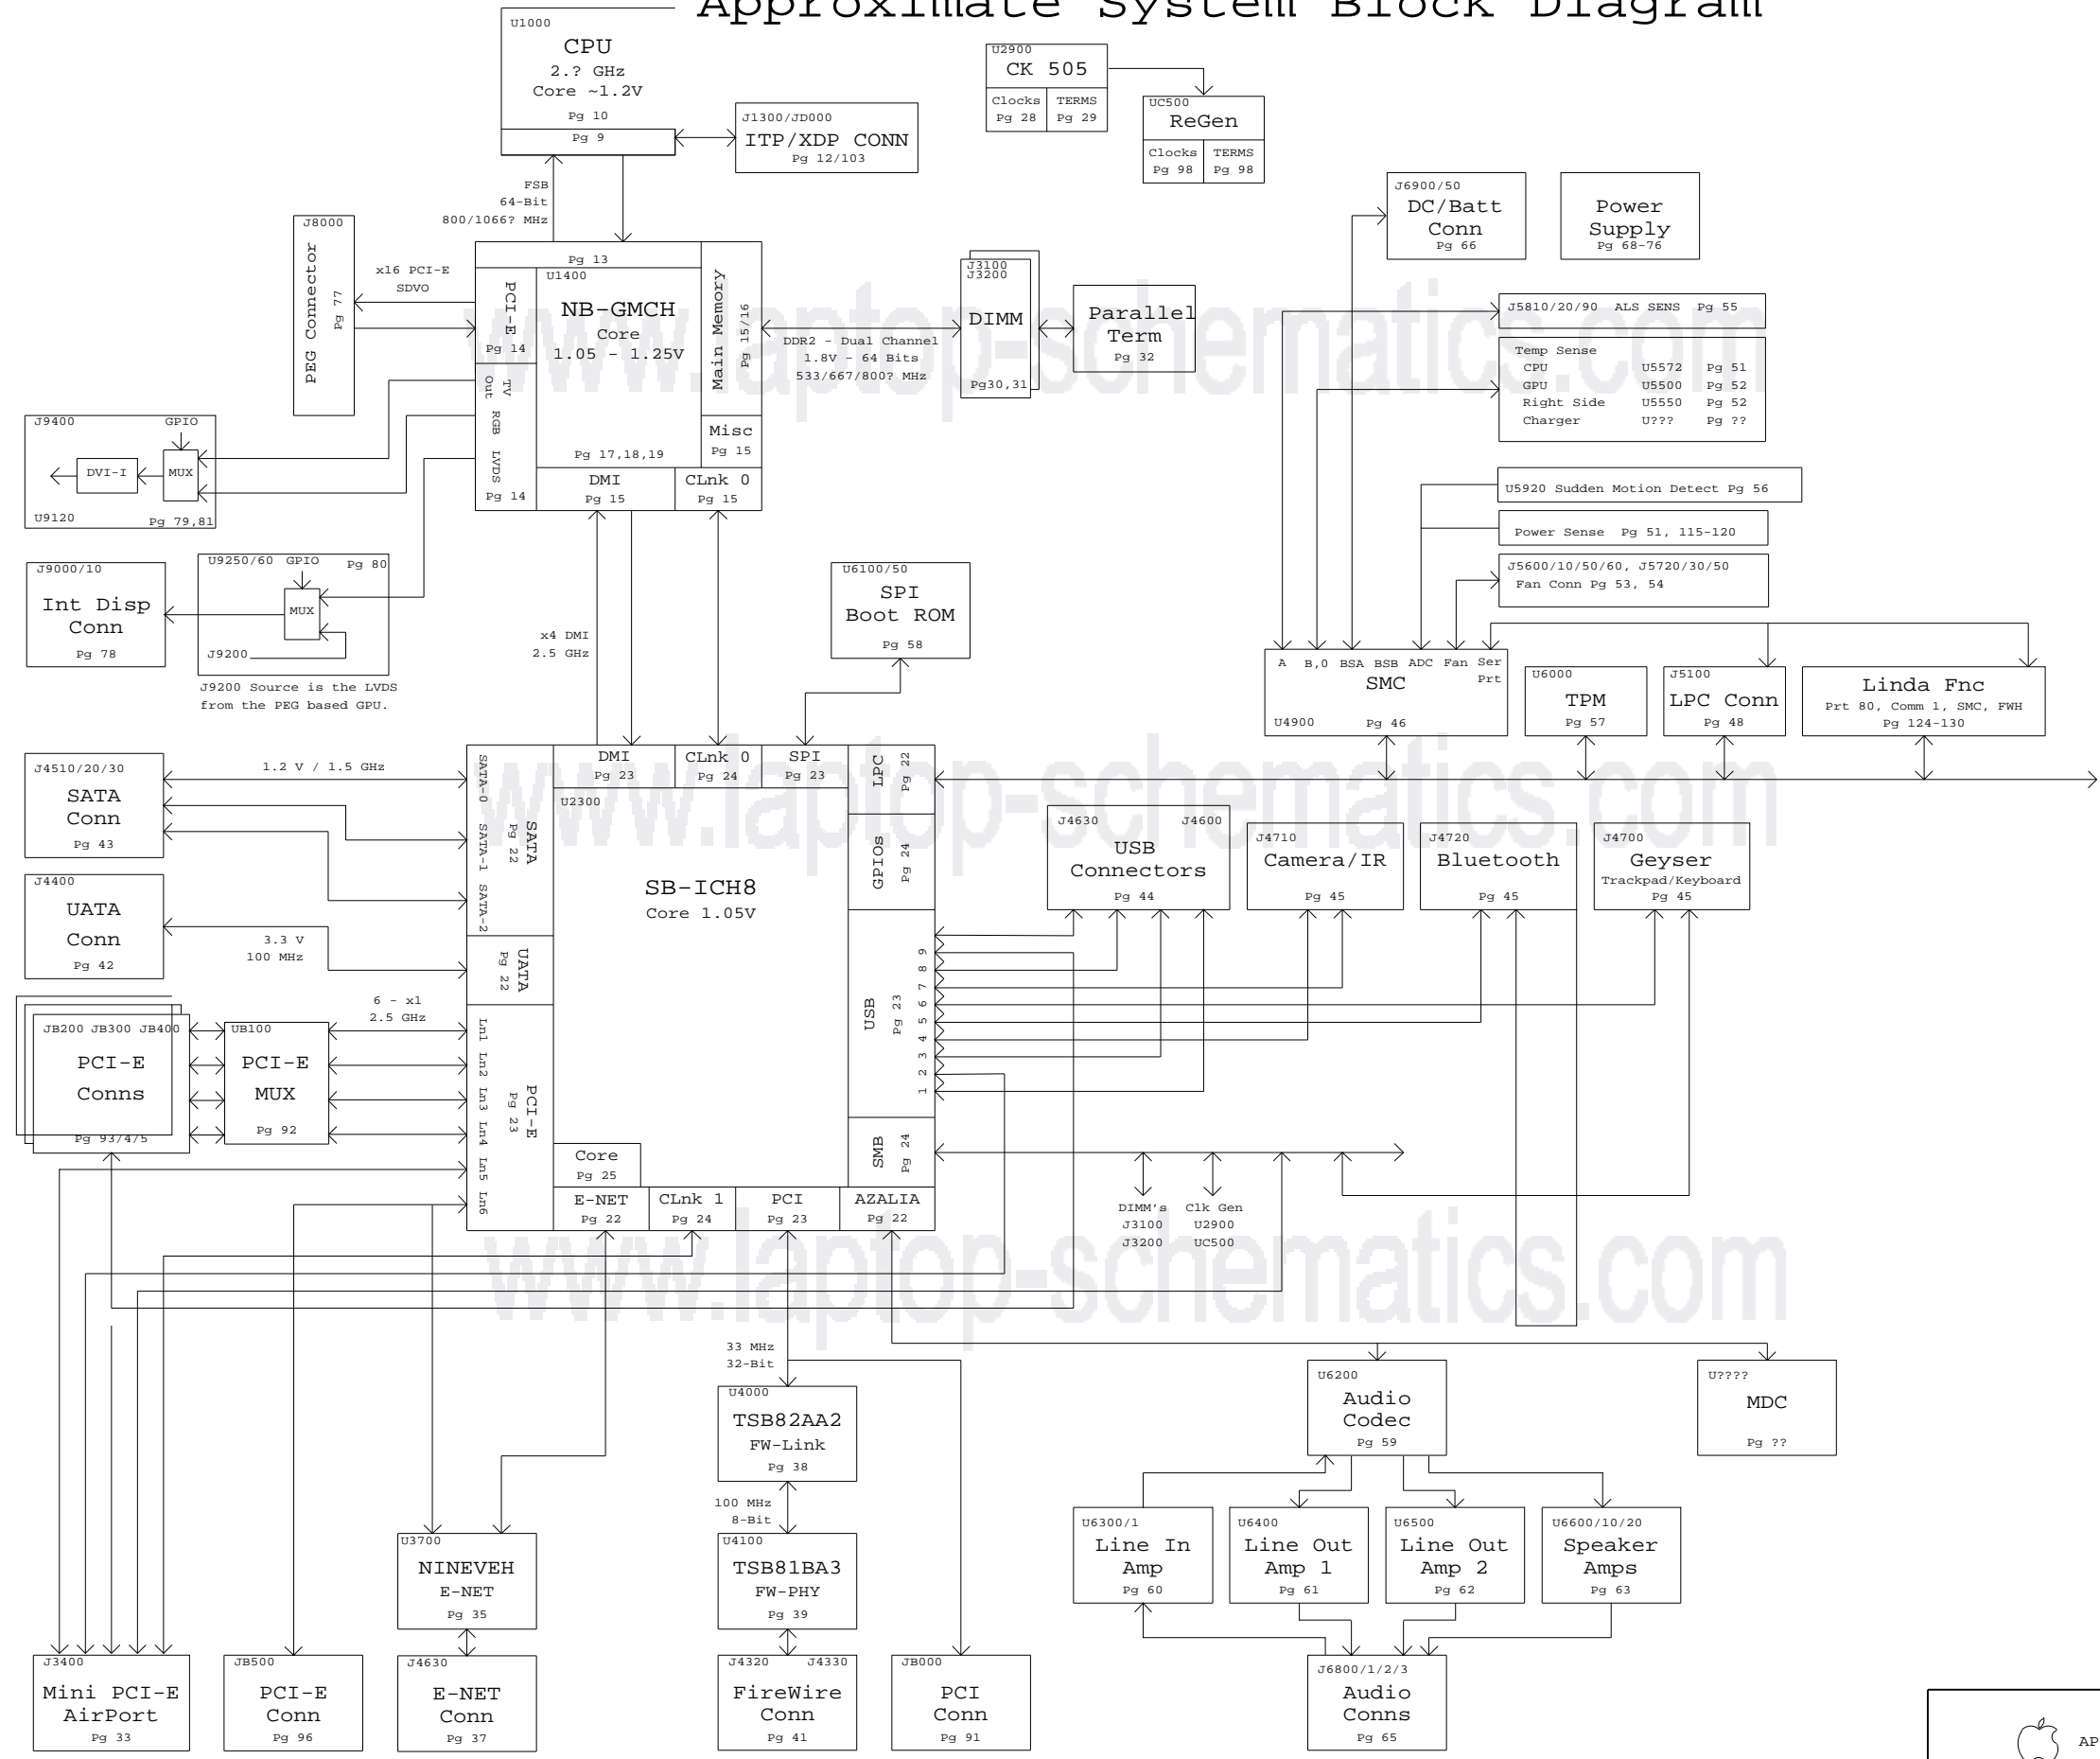 Approximate System Block Diagram
U1000
CPU
2.? GHz
Core ~1.2V
Pg 10
Pg 9
J1300/JD000
ITP/XDP CONN
Pg 12/103
U2900
CK 505
Clocks
Pg 28
TERMS
Pg 29
UC500
ReGen
Clocks
Pg 98
TERMS
Pg 98
FSB
64-Bit
800/1066? MHz
J8000
PEG Connector
Pg 77
x16 PCI-E
SDVO
Pg 13
U1400
NB-GMCH
Core
1.05 - 1.25V
Pg 17,18,19
PCI-E
Pg 14
TV
Out
RGB
LVDS
Pg 14
Main Memory
Pg 15/16
Misc
Pg 15
DMI
Pg 15
CLnk 0
Pg 15
DDR2 - Dual Channel
1.8V - 64 Bits
533/667/800? MHz
J3100
J3200
DIMM
Pg30,31
Parallel
Term
Pg 32
J6900/50
DC/Batt
Conn
Pg 66
Power
Supply
Pg 68-76
J5810/20/90 ALS SENS Pg 55
Temp Sense
CPU U5572 Pg 51
GPU U5500 Pg 52
Right Side U5550 Pg 52
Charger U??? Pg ??
U5920 Sudden Motion Detect Pg 56
Power Sense Pg 51, 115-120
J5600/10/50/60, J5720/30/50
Fan Conn Pg 53, 54
J9400
GPIO
DVI-I
MUX
U9120
Pg 79,81
J9000/10
Int Disp
Conn
Pg 78
U9250/60 GPIO Pg 80
MUX
J9200
J9200 Source is the LVDS
from the PEG based GPU.
x4 DMI
2.5 GHz
U6100/50
SPI
Boot ROM
Pg 58
A B,0 BSA BSB ADC Fan Ser
Prt
SMC
U4900 Pg 46
U6000
TPM
Pg 57
J5100
LPC Conn
Pg 48
Linda Fnc
Prt 80, Comm 1, SMC, FWH
Pg 124-130
J4510/20/30
SATA
Conn
Pg 43
1.2 V / 1.5 GHz
J4400
UATA
Conn
Pg 42
3.3 V
100 MHz
6 - x1
2.5 GHz
JB200 JB300 JB400
PCI-E
Conns
Pg 93/4/5
UB100
PCI-E
MUX
Pg 92
DMI
Pg 23
CLnk 0
Pg 24
SPI
Pg 23
LPC
Pg 22
U2300
SB-ICH8
Core 1.05V
SATA-0
SATA-1
SATA-2
SATA
Pg 22
UATA
Pg 22
Ln1
Ln2
Ln3
Ln4
Ln5
Ln6
PCI-E
Pg 23
GPIOs
Pg 24
USB
Pg 23
9
8
7
6
5
4
3
2
1
SMB
Pg 24
Core
Pg 25
E-NET
Pg 22
CLnk 1
Pg 24
PCI
Pg 23
AZALIA
Pg 22
J4630 J4600
USB
Connectors
Pg 44
J4710
Camera/IR
Pg 45
J4720
Bluetooth
Pg 45
J4700
Geyser
Trackpad/Keyboard
Pg 45
DIMM's
J3100
J3200
Clk Gen
U2900
UC500
33 MHz
32-Bit
U4000
TSB82AA2
FW-Link
Pg 38
100 MHz
8-Bit
U4100
TSB81BA3
FW-PHY
Pg 39
J4320 J4330
FireWire
Conn
Pg 41
U3700
NINEVEH
E-NET
Pg 35
J4630
E-NET
Conn
Pg 37
J3400
Mini PCI-E
AirPort
Pg 33
JB500
PCI-E
Conn
Pg 96
JB000
PCI
Conn
Pg 91
U6200
Audio
Codec
Pg 59
U????
MDC
Pg ??
U6300/1
Line In
Amp
Pg 60
U6400
Line Out
Amp 1
Pg 61
U6500
Line Out
Amp 2
Pg 62
U6600/10/20
Speaker
Amps
Pg 63
J6800/1/2/3
Audio
Conns
Pg 65
AP
www.laptop-schematics.com
www.laptop-schematics.com
www.laptop-schematics.com